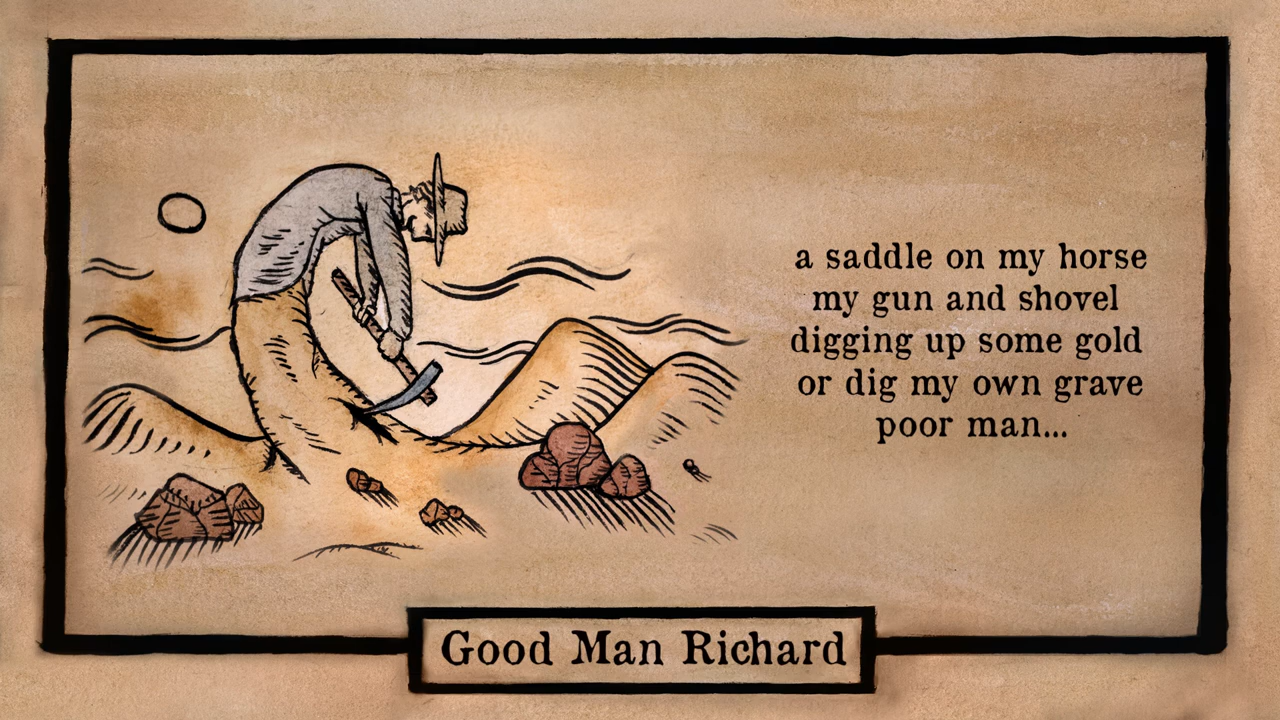 a saddle on my horse
my gun and shovel
digging up some gold
or dig my own grave
poor man...
Good Man Richard